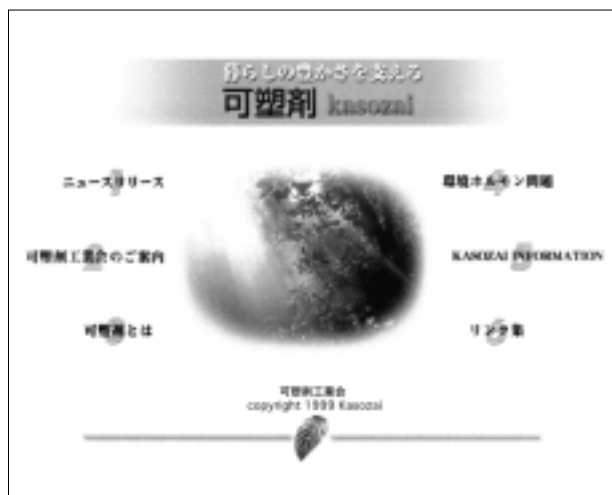 暮らしの豊かさを支える
可塑剤 kasozai
ニュースリリース
可塑剤工業会のご案内
可塑剤とは
環境ホルモン問題
KASOZAI INFORMATION
リンク集
可塑剤工業会
copyright 1999 Kasozai